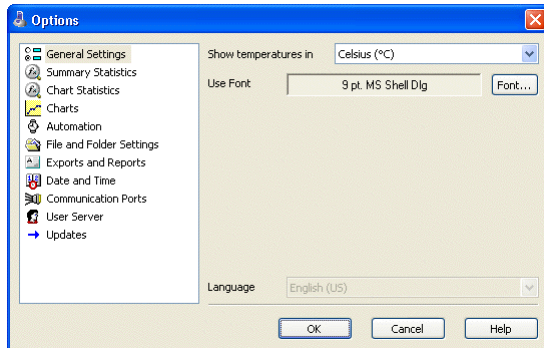 Options
General Settings
Summary Statistics
Chart Statistics
Charts
Automation
File and Folder Settings
Exports and Reports
Date and Time
Communication Ports
User Server
Updates
Show temperatures in Celsius (°C)
Use Font 9 pt. MS Shell Dlg Font...
Language English (US)
OK Cancel Help